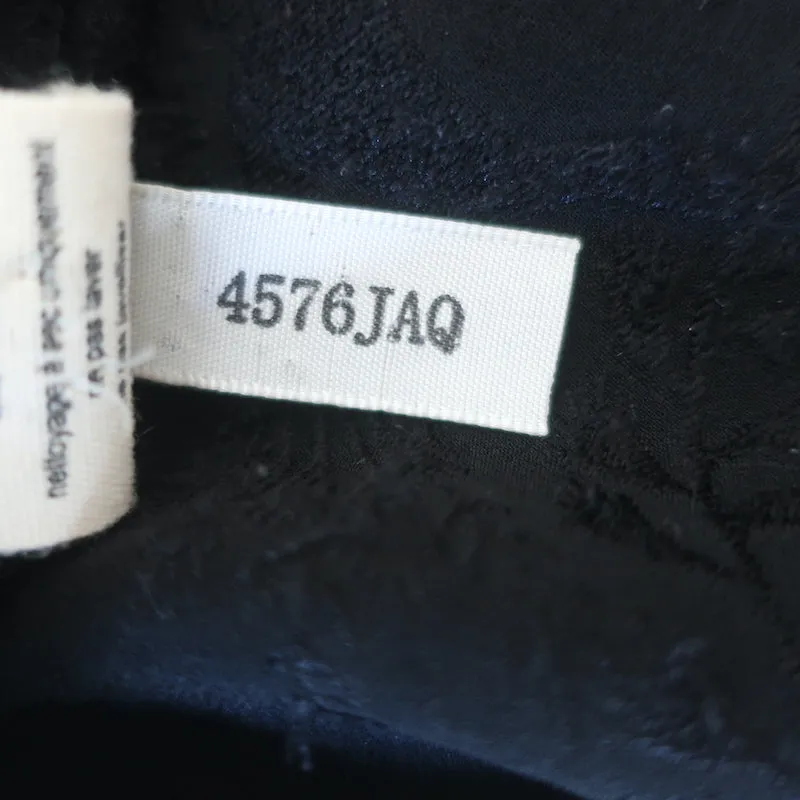 4576JAQ
nettoyage à sec uniquement
ne pas laver